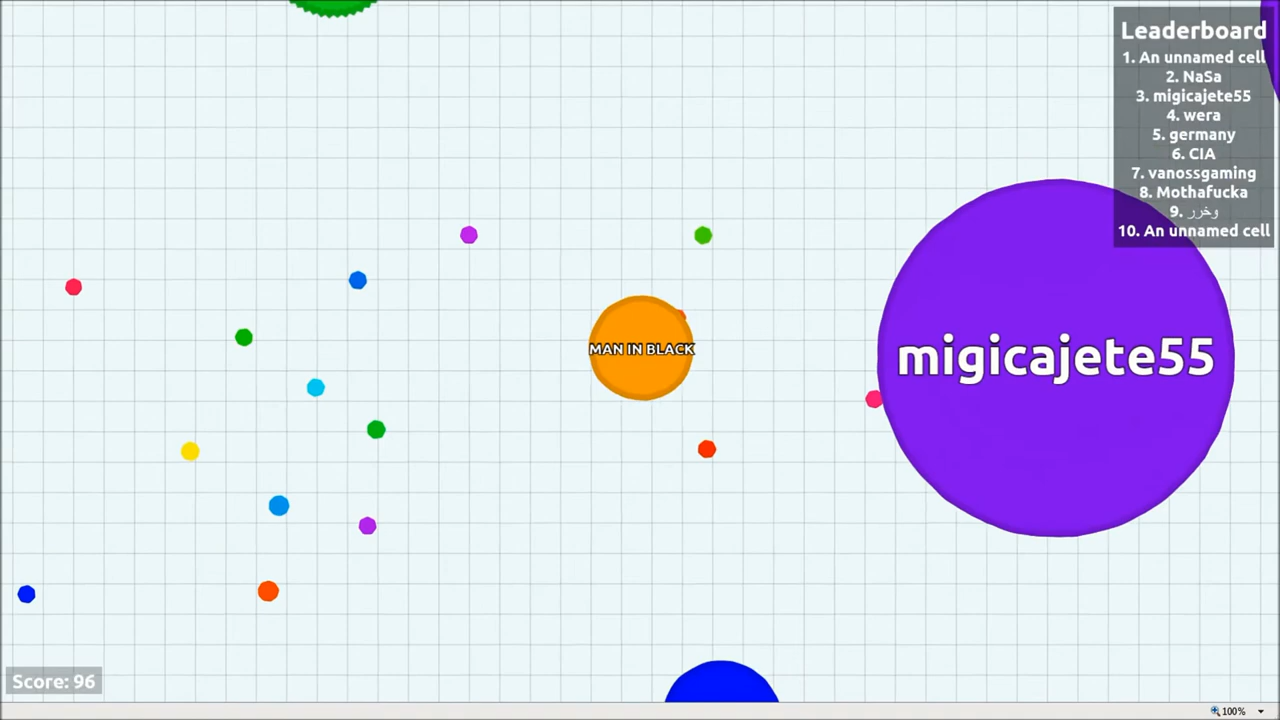 Leaderboard
1. An unnamed cell
2. NaSa
3. migicajete55
4. wera
5. germany
6. CIA
7. vanossgaming
8. Mothafucka
9. وخرر
10. An unnamed cell
MAN IN BLACK
migicajete55
Score: 96
100%